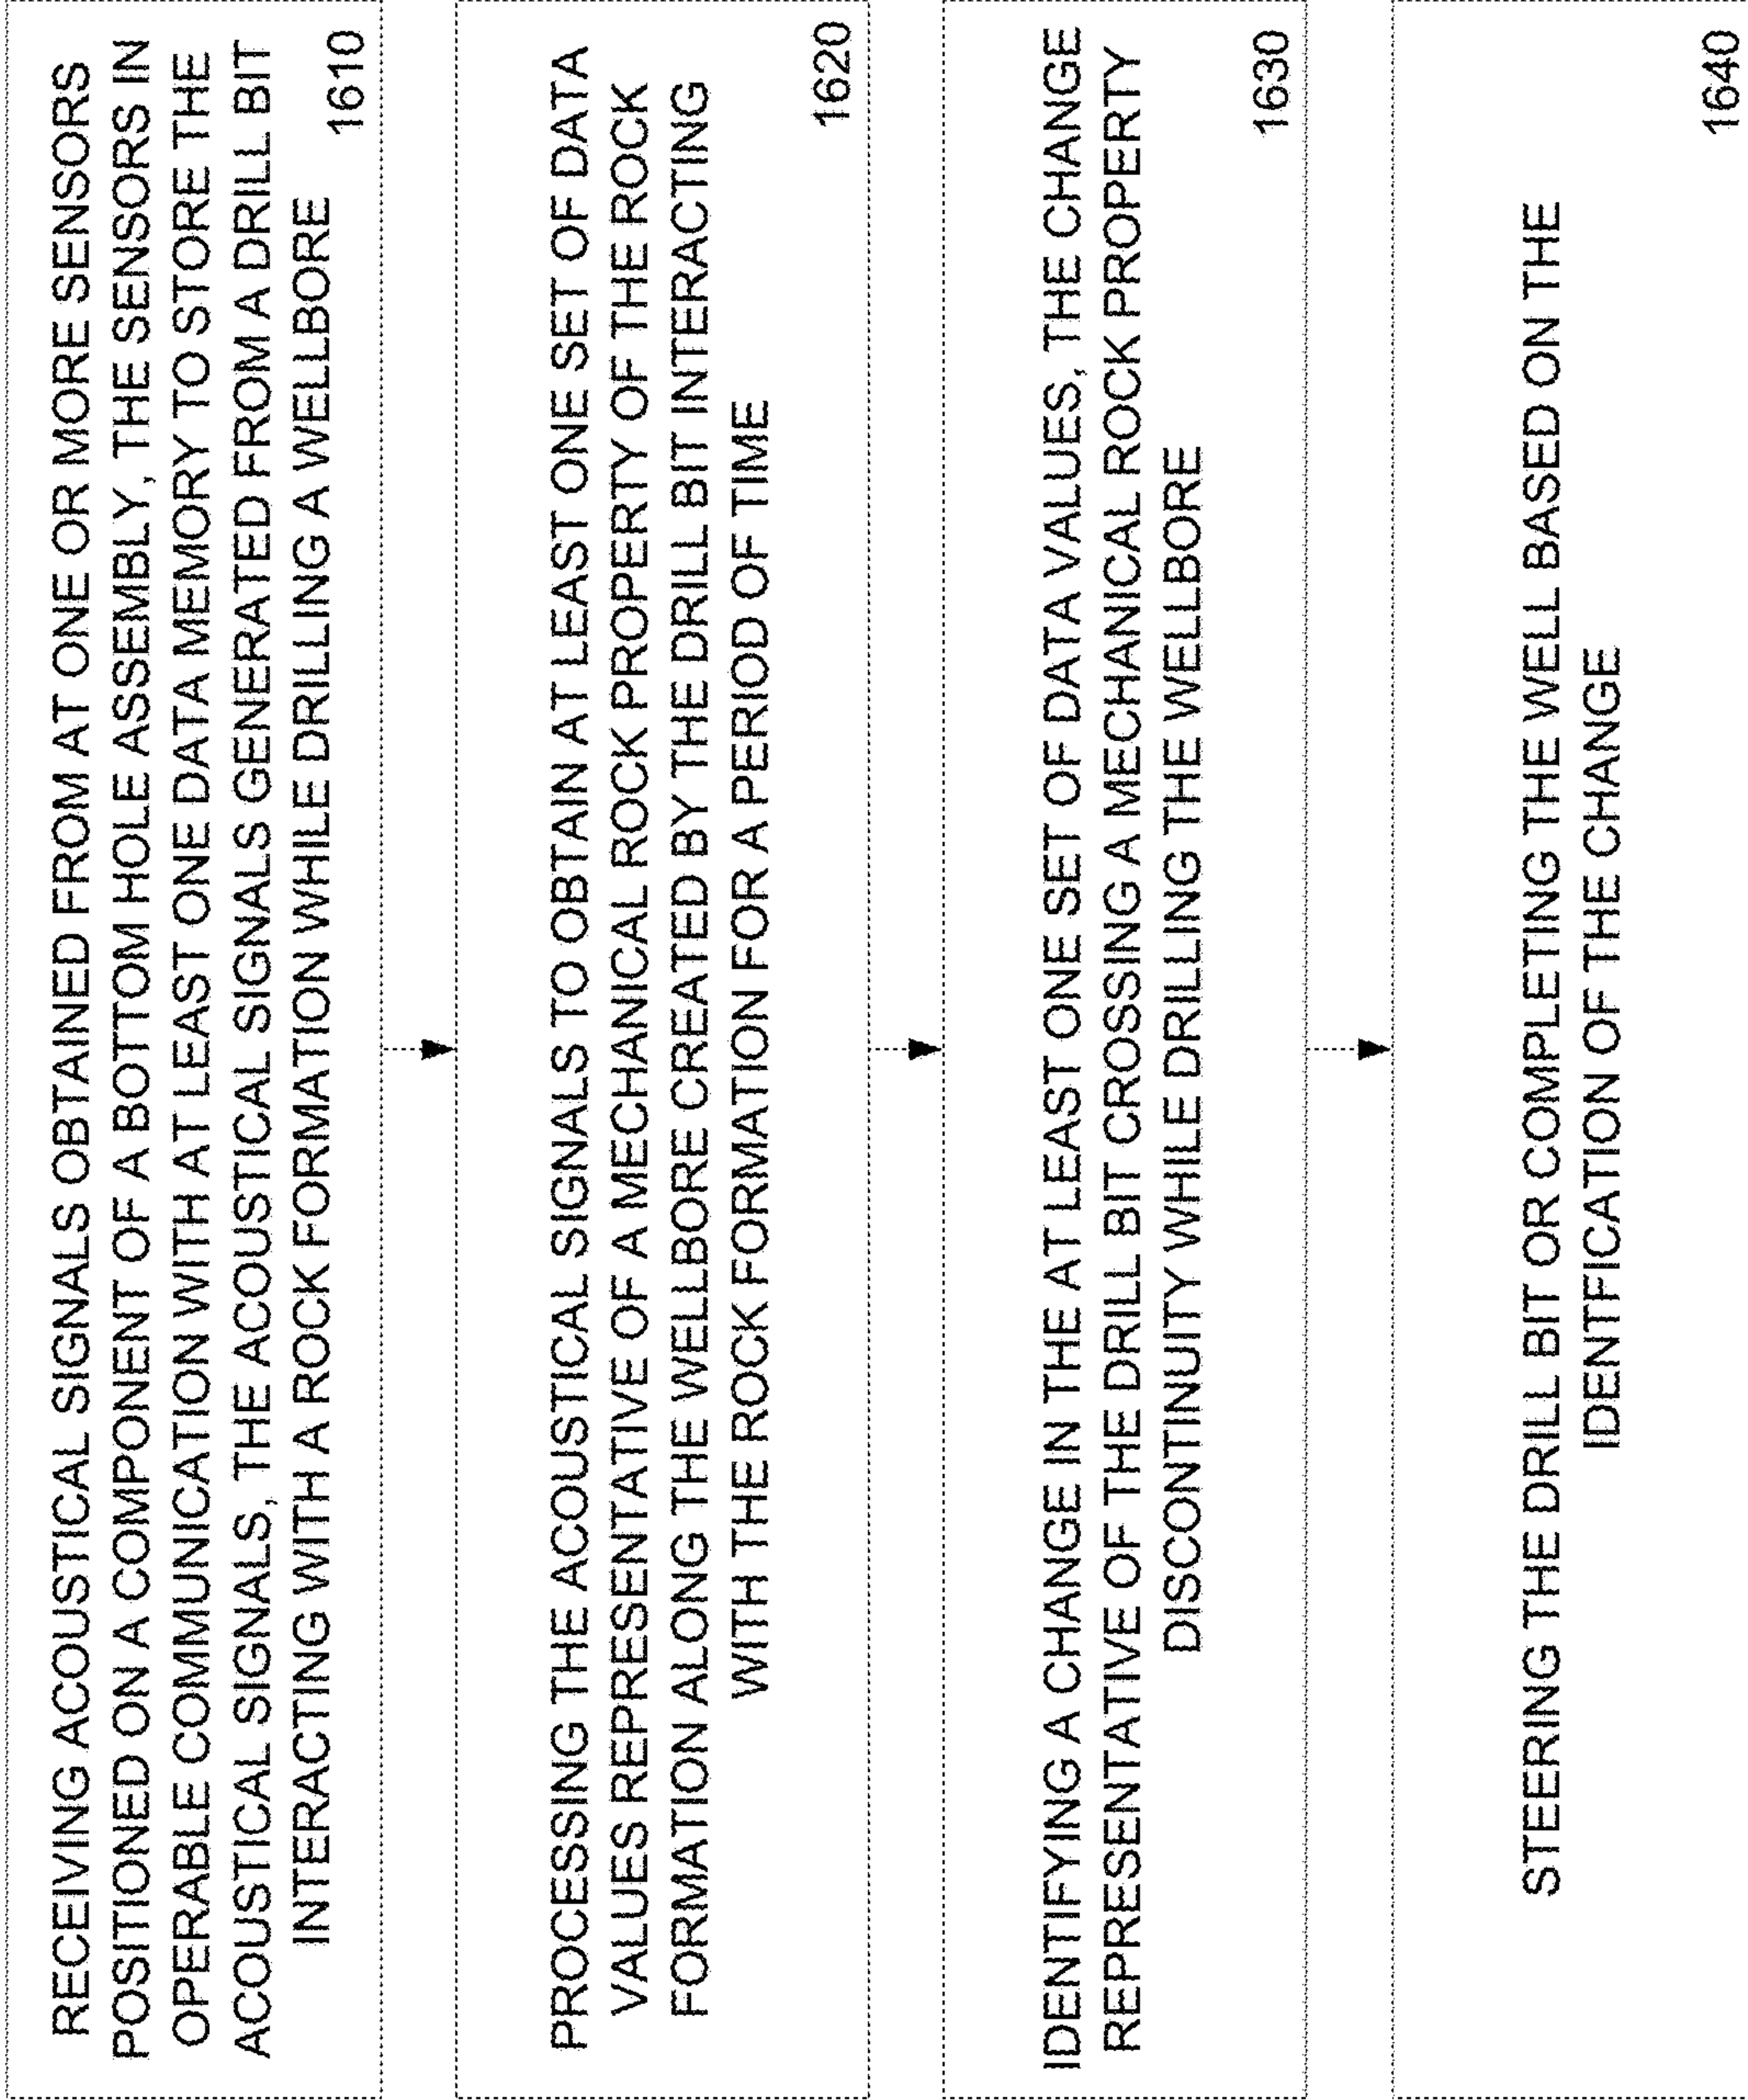 RECEIVING ACOUSTICAL SIGNALS OBTAINED FROM AT ONE OR MORE SENSORS
POSITIONED ON A COMPONENT OF A BOTTOM HOLE ASSEMBLY, THE SENSORS IN
OPERABLE COMMUNICATION WITH AT LEAST ONE DATA MEMORY TO STORE THE
ACOUSTICAL SIGNALS, THE ACOUSTICAL SIGNALS GENERATED FROM A DRILL BIT
INTERACTING WITH A ROCK FORMATION WHILE DRILLING A WELLBORE
1610
PROCESSING THE ACOUSTICAL SIGNALS TO OBTAIN AT LEAST ONE SET OF DATA
VALUES REPRESENTATIVE OF A MECHANICAL ROCK PROPERTY OF THE ROCK
FORMATION ALONG THE WELLBORE CREATED BY THE DRILL BIT INTERACTING
WITH THE ROCK FORMATION FOR A PERIOD OF TIME
1620
IDENTIFYING A CHANGE IN THE AT LEAST ONE SET OF DATA VALUES, THE CHANGE
REPRESENTATIVE OF THE DRILL BIT CROSSING A MECHANICAL ROCK PROPERTY
DISCONTINUITY WHILE DRILLING THE WELLBORE
1630
STEERING THE DRILL BIT OR COMPLETING THE WELL BASED ON THE
IDENTFICATION OF THE CHANGE
1640